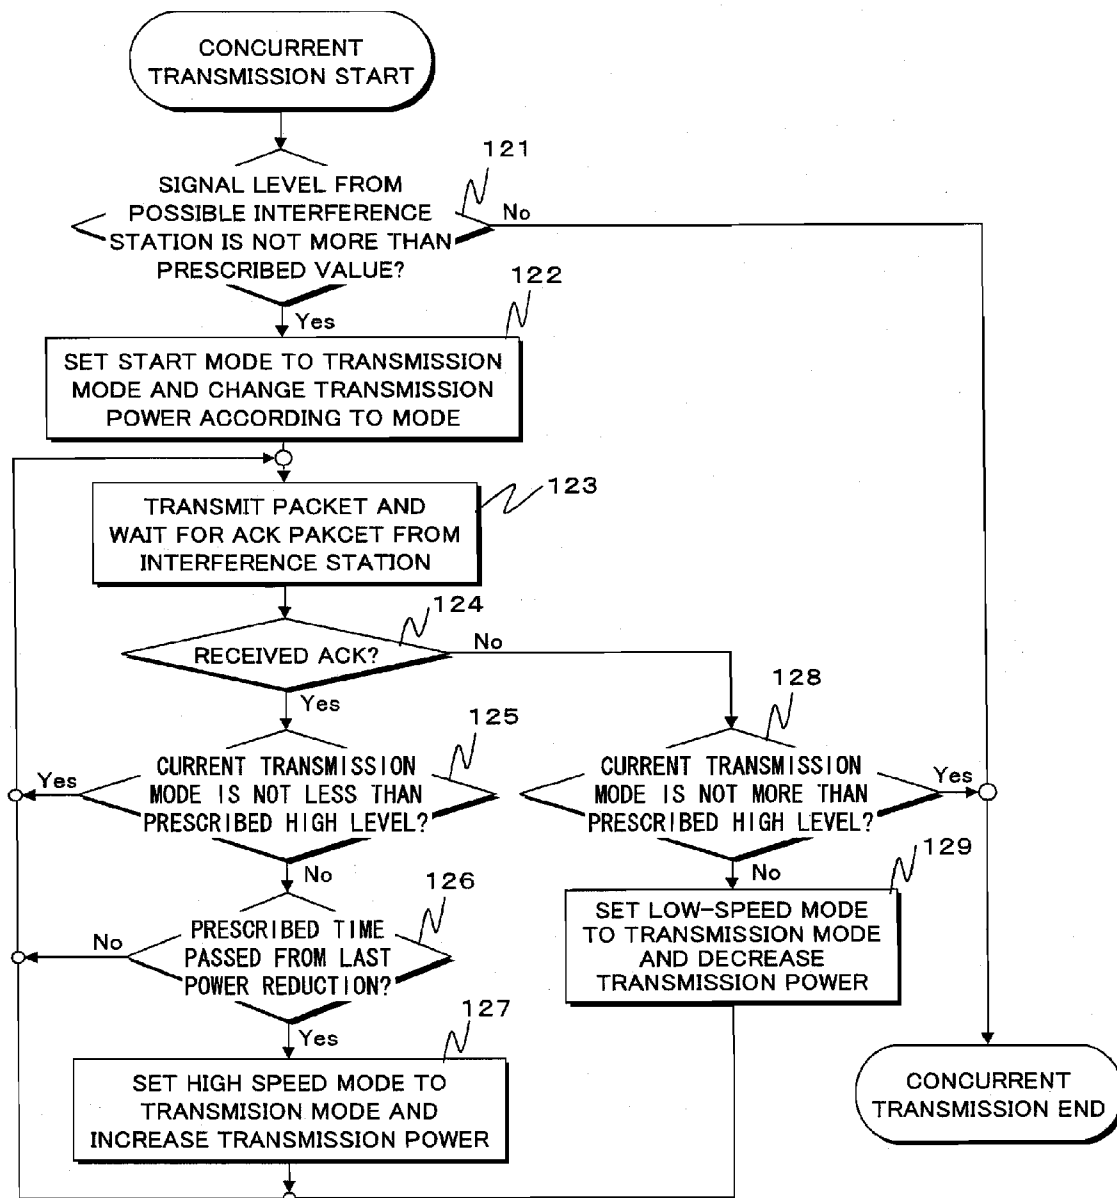 CONCURRENT
TRANSMISSION START
121
SIGNAL LEVEL FROM
POSSIBLE INTERFERENCE
STATION IS NOT MORE THAN
PRESCRIBED VALUE?
No
Yes
122
SET START MODE TO TRANSMISSION
MODE AND CHANGE TRANSMISSION
POWER ACCORDING TO MODE
123
TRANSMIT PACKET AND
WAIT FOR ACK PAKCET FROM
INTERFERENCE STATION
124
RECEIVED ACK?
No
Yes
125
CURRENT TRANSMISSION
MODE IS NOT LESS THAN
PRESCRIBED HIGH LEVEL?
Yes
No
128
CURRENT TRANSMISSION
MODE IS NOT MORE THAN
PRESCRIBED HIGH LEVEL?
Yes
No
126
PRESCRIBED TIME
PASSED FROM LAST
POWER REDUCTION?
No
Yes
129
SET LOW-SPEED MODE
TO TRANSMISSION MODE
AND DECREASE
TRANSMISSION POWER
127
SET HIGH SPEED MODE TO
TRANSMISION MODE AND
INCREASE TRANSMISSION POWER
CONCURRENT
TRANSMISSION END